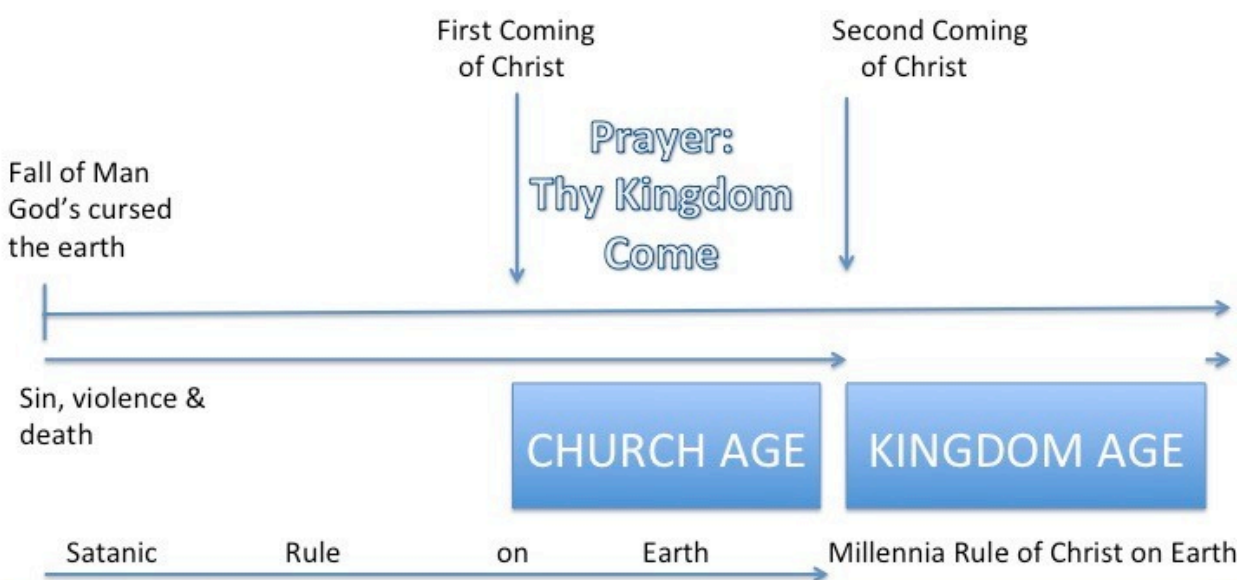 First Coming
of Christ
Second Coming
of Christ
Prayer:
Thy Kingdom
Come
Fall of Man
God's cursed
the earth
Sin, violence &
death
CHURCH AGE
KINGDOM AGE
Satanic Rule on Earth
Millennia Rule of Christ on Earth